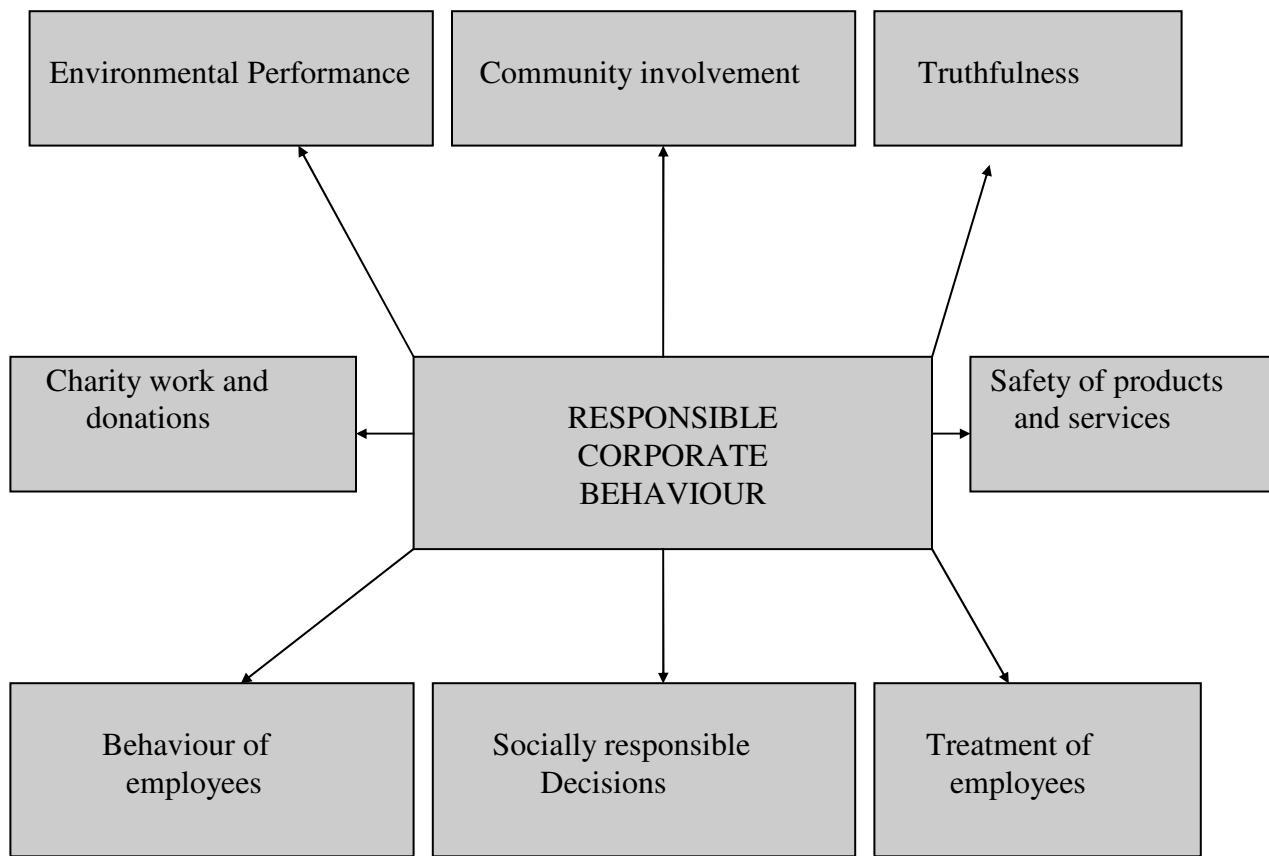 Environmental Performance
Community involvement
Truthfulness
Charity work and
donations
RESPONSIBLE
CORPORATE
BEHAVIOUR
Safety of products
and services
Behaviour of
employees
Socially responsible
Decisions
Treatment of
employees